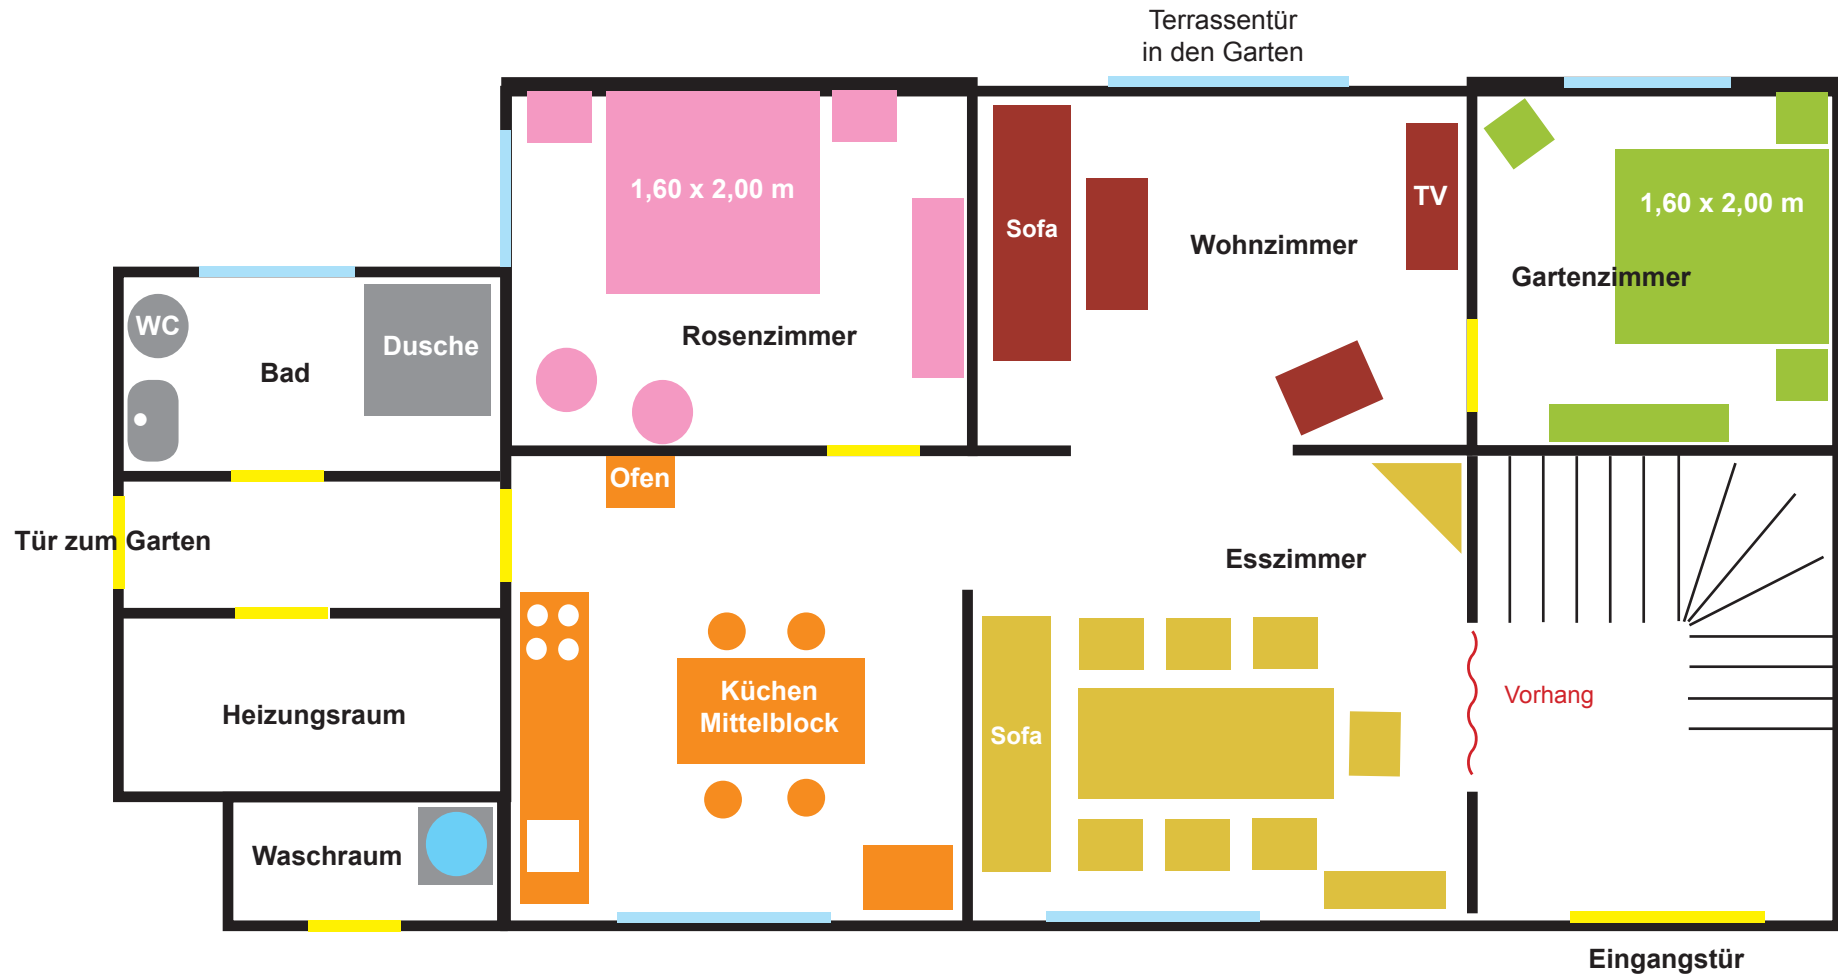 Terrassentür
in den Garten
1,60 x 2,00 m
TV
1,60 x 2,00 m
Sofa
Wohnzimmer
Gartenzimmer
WC
Dusche
Rosenzimmer
Bad
Ofen
Tür zum Garten
Esszimmer
Küchen
Mittelblock
Vorhang
Heizungsraum
Sofa
Waschraum
Eingangstür